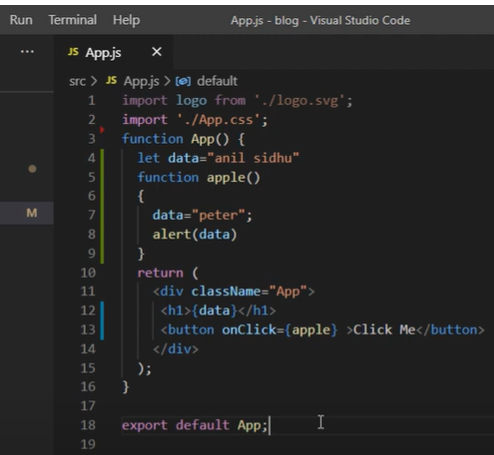 Run Terminal Help App.js - blog - Visual Studio Code
... JS App.js ×
src > JS App.js > default
1 import logo from './logo.svg';
2 import './App.css';
3 function App() {
4 let data="anil sidhu"
5 function apple()
6 {
7 data="peter";
8 alert(data)
9 }
10 return (
11 <div className="App">
12 <h1>{data}</h1>
13 <button onClick={apple} >Click Me</button>
14 </div>
15 );
16 }
17
18 export default App;
19
M